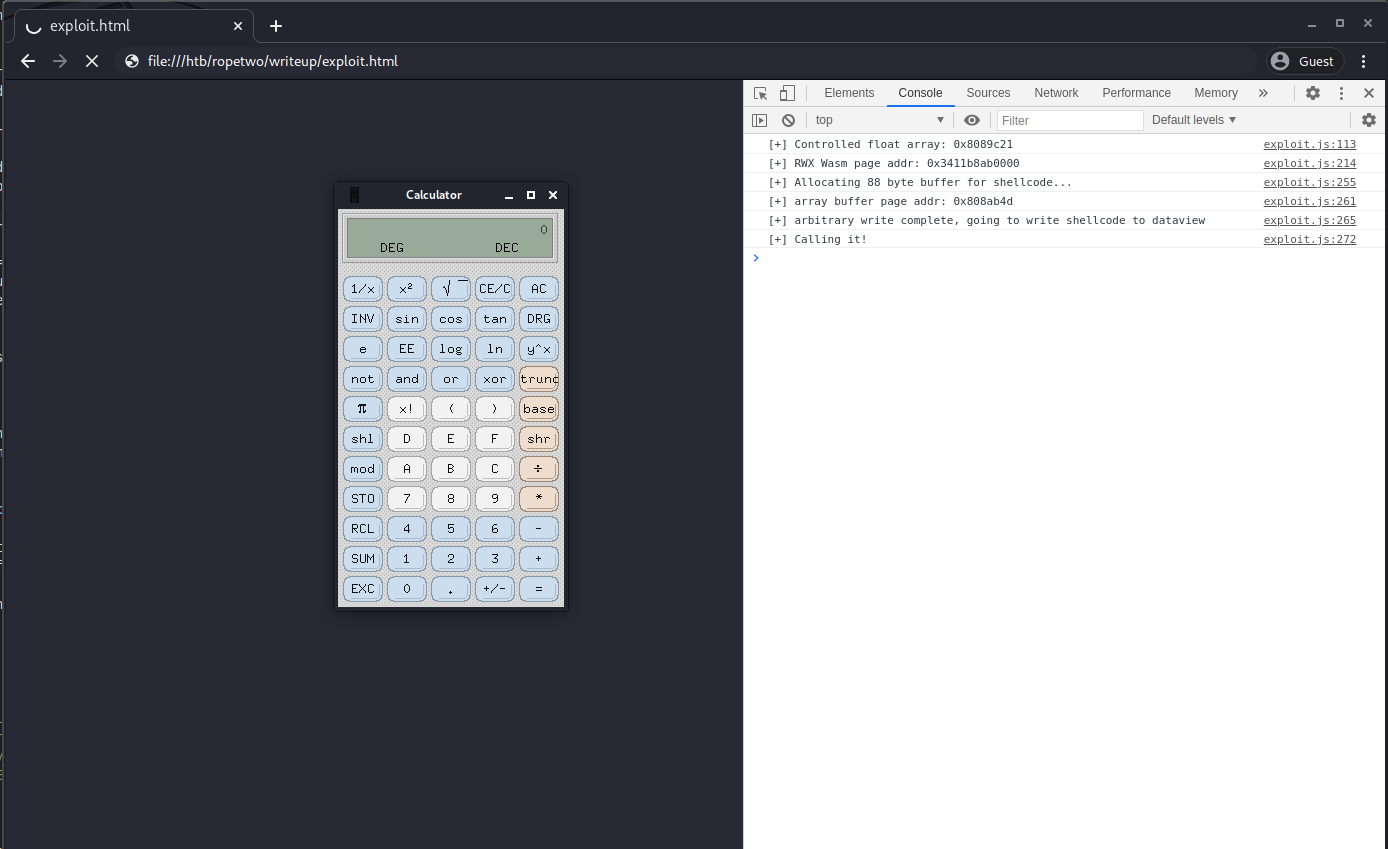 exploit.html
file:///htb/ropetwo/writeup/exploit.html
Guest
Elements Console Sources Network Performance Memory »
top Filter Default levels
[+] Controlled float array: 0x8089c21 exploit.js:113
[+] RWX Wasm page addr: 0x3411b8ab0000 exploit.js:214
[+] Allocating 88 byte buffer for shellcode... exploit.js:255
[+] array buffer page addr: 0x808ab4d exploit.js:261
[+] arbitrary write complete, going to write shellcode to dataview exploit.js:265
[+] Calling it! exploit.js:272
Calculator
0
DEG DEC
1/x x² √‾ CE/C AC
INV sin cos tan DRG
e EE log ln y^x
not and or xor trunc
π x! ( ) base
shl D E F shr
mod A B C ÷
STO 7 8 9 *
RCL 4 5 6 -
SUM 1 2 3 +
EXC 0 . +/- =